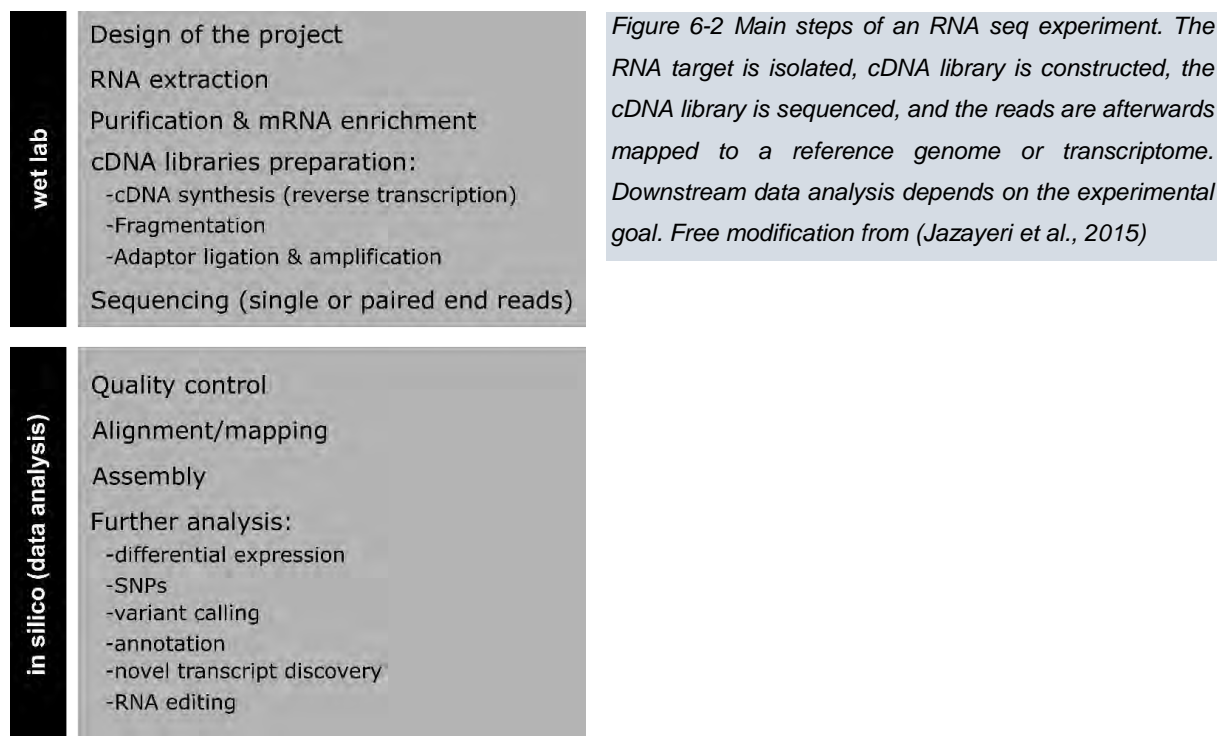 wet lab
Design of the project
RNA extraction
Purification & mRNA enrichment
cDNA libraries preparation:
-cDNA synthesis (reverse transcription)
-Fragmentation
-Adaptor ligation & amplification
Sequencing (single or paired end reads)
in silico (data analysis)
Quality control
Alignment/mapping
Assembly
Further analysis:
-differential expression
-SNPs
-variant calling
-annotation
-novel transcript discovery
-RNA editing
Figure 6-2 Main steps of an RNA seq experiment. The
RNA target is isolated, cDNA library is constructed, the
cDNA library is sequenced, and the reads are afterwards
mapped to a reference genome or transcriptome.
Downstream data analysis depends on the experimental
goal. Free modification from (Jazayeri et al., 2015)